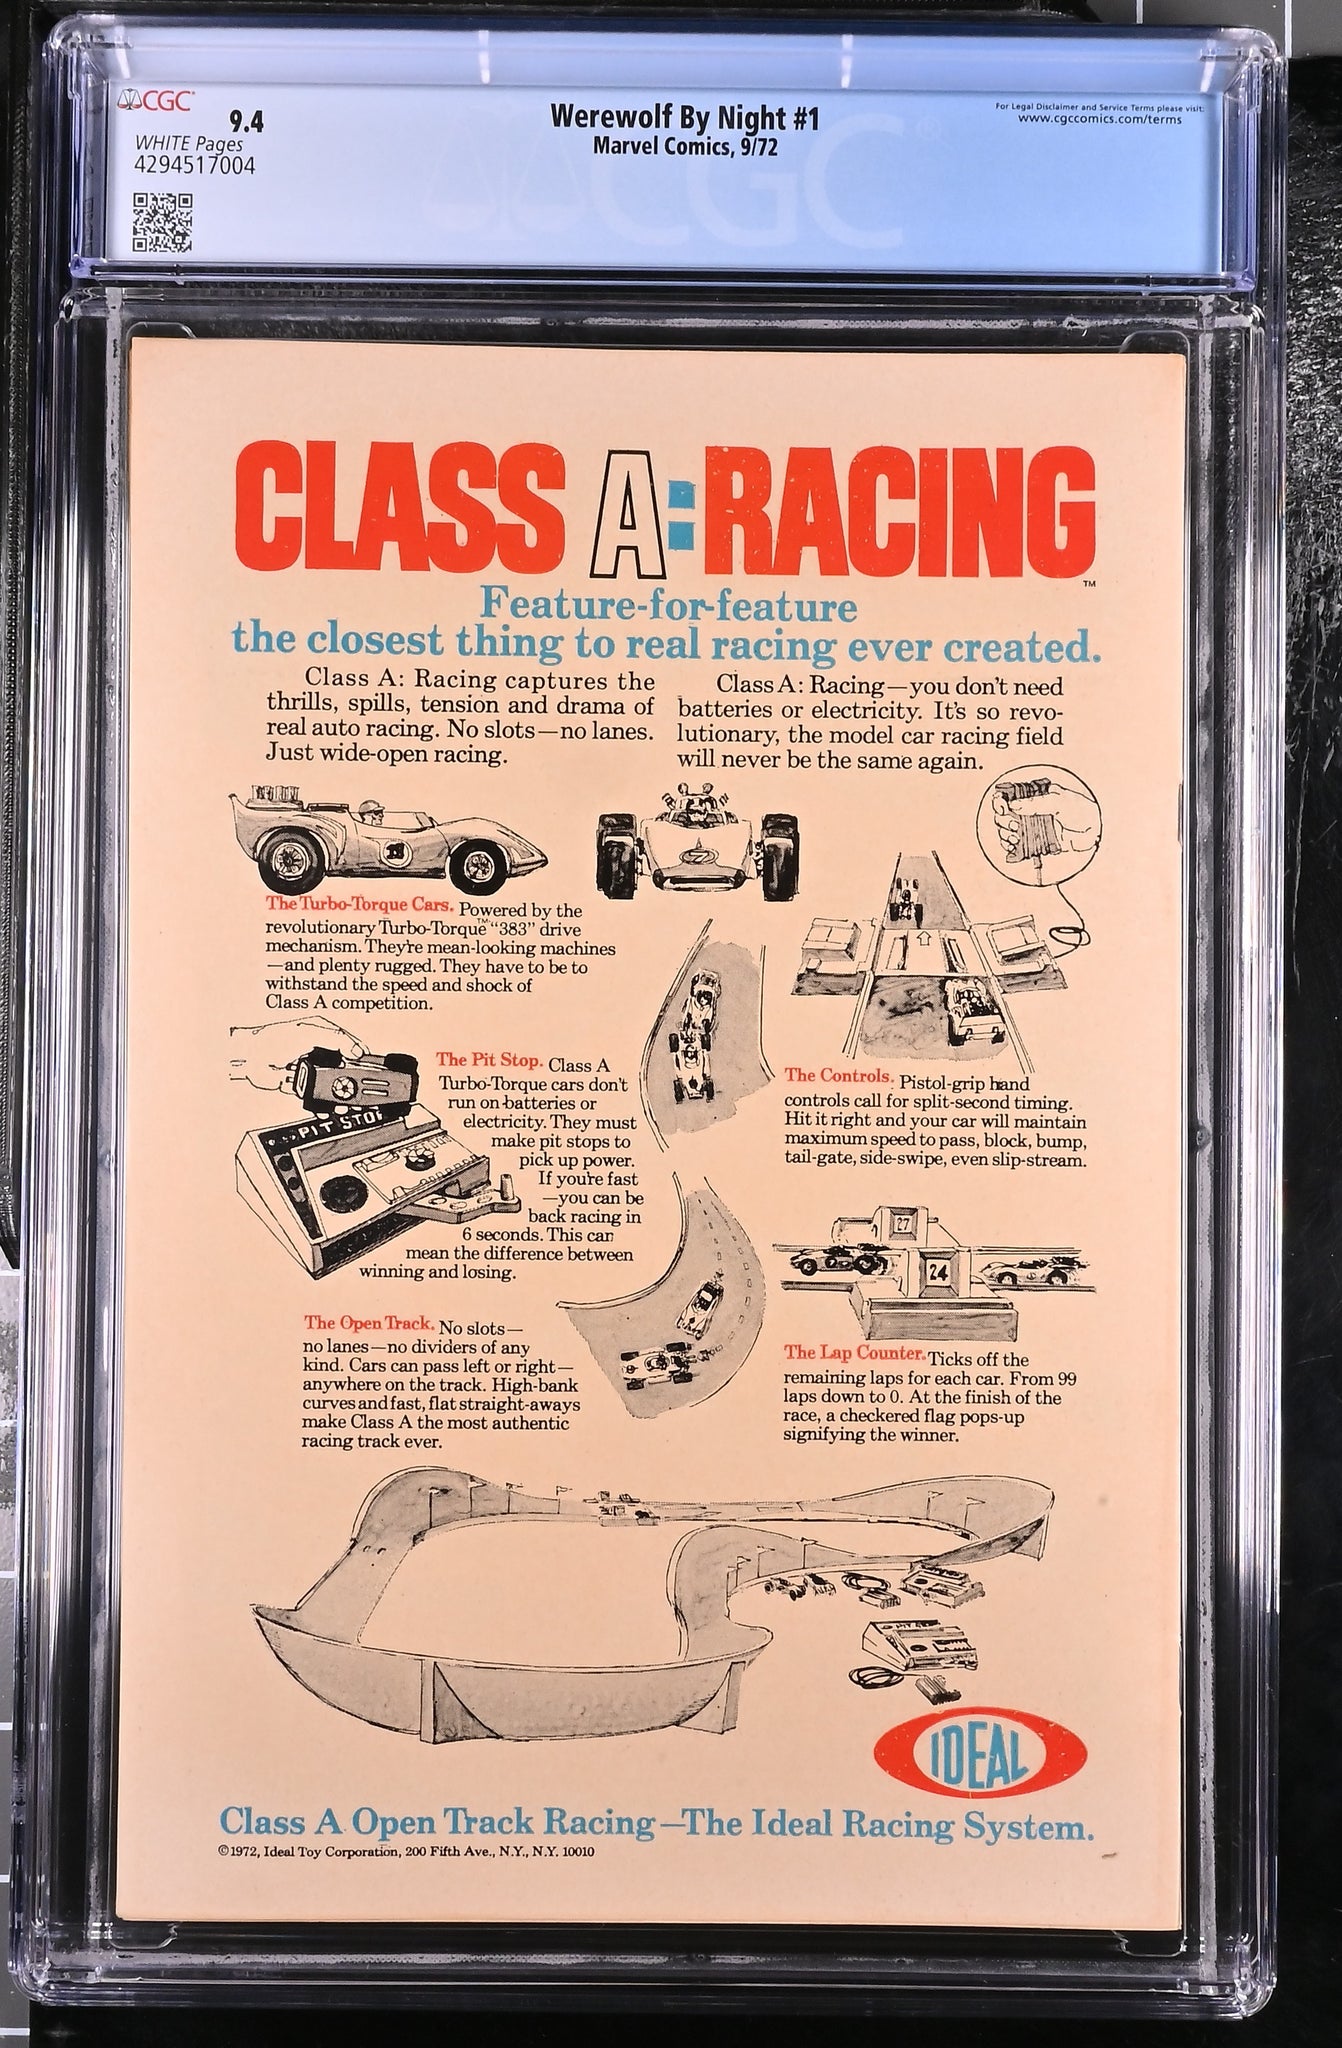 CGC
9.4
WHITE Pages
4294517004
Werewolf By Night #1
Marvel Comics, 9/72
For Legal Disclaimer and Service Terms please visit:
www.cgccomics.com/terms
CGC
CLASS A:RACING
TM
Feature-for-feature
the closest thing to real racing ever created.
Class A: Racing captures the
thrills, spills, tension and drama of
real auto racing. No slots—no lanes.
Just wide-open racing.
Class A: Racing—you don't need
batteries or electricity. It's so revo-
lutionary, the model car racing field
will never be the same again.
7
The Turbo-Torque Cars. Powered by the
revolutionary Turbo-Torque™ "383" drive
mechanism. They're mean-looking machines
—and plenty rugged. They have to be to
withstand the speed and shock of
Class A competition.
PIT STOP
The Pit Stop. Class A
Turbo-Torque cars don't
run on batteries or
electricity. They must
make pit stops to
pick up power.
If you're fast
—you can be
back racing in
6 seconds. This can
mean the difference between
winning and losing.
The Controls. Pistol-grip hand
controls call for split-second timing.
Hit it right and your car will maintain
maximum speed to pass, block, bump,
tail-gate, side-swipe, even slip-stream.
27
24
The Open Track. No slots—
no lanes—no dividers of any
kind. Cars can pass left or right—
anywhere on the track. High-bank
curves and fast, flat straight-aways
make Class A the most authentic
racing track ever.
The Lap Counter. Ticks off the
remaining laps for each car. From 99
laps down to 0. At the finish of the
race, a checkered flag pops-up
signifying the winner.
IDEAL
Class A Open Track Racing—The Ideal Racing System.
©1972, Ideal Toy Corporation, 200 Fifth Ave., N.Y., N.Y. 10010